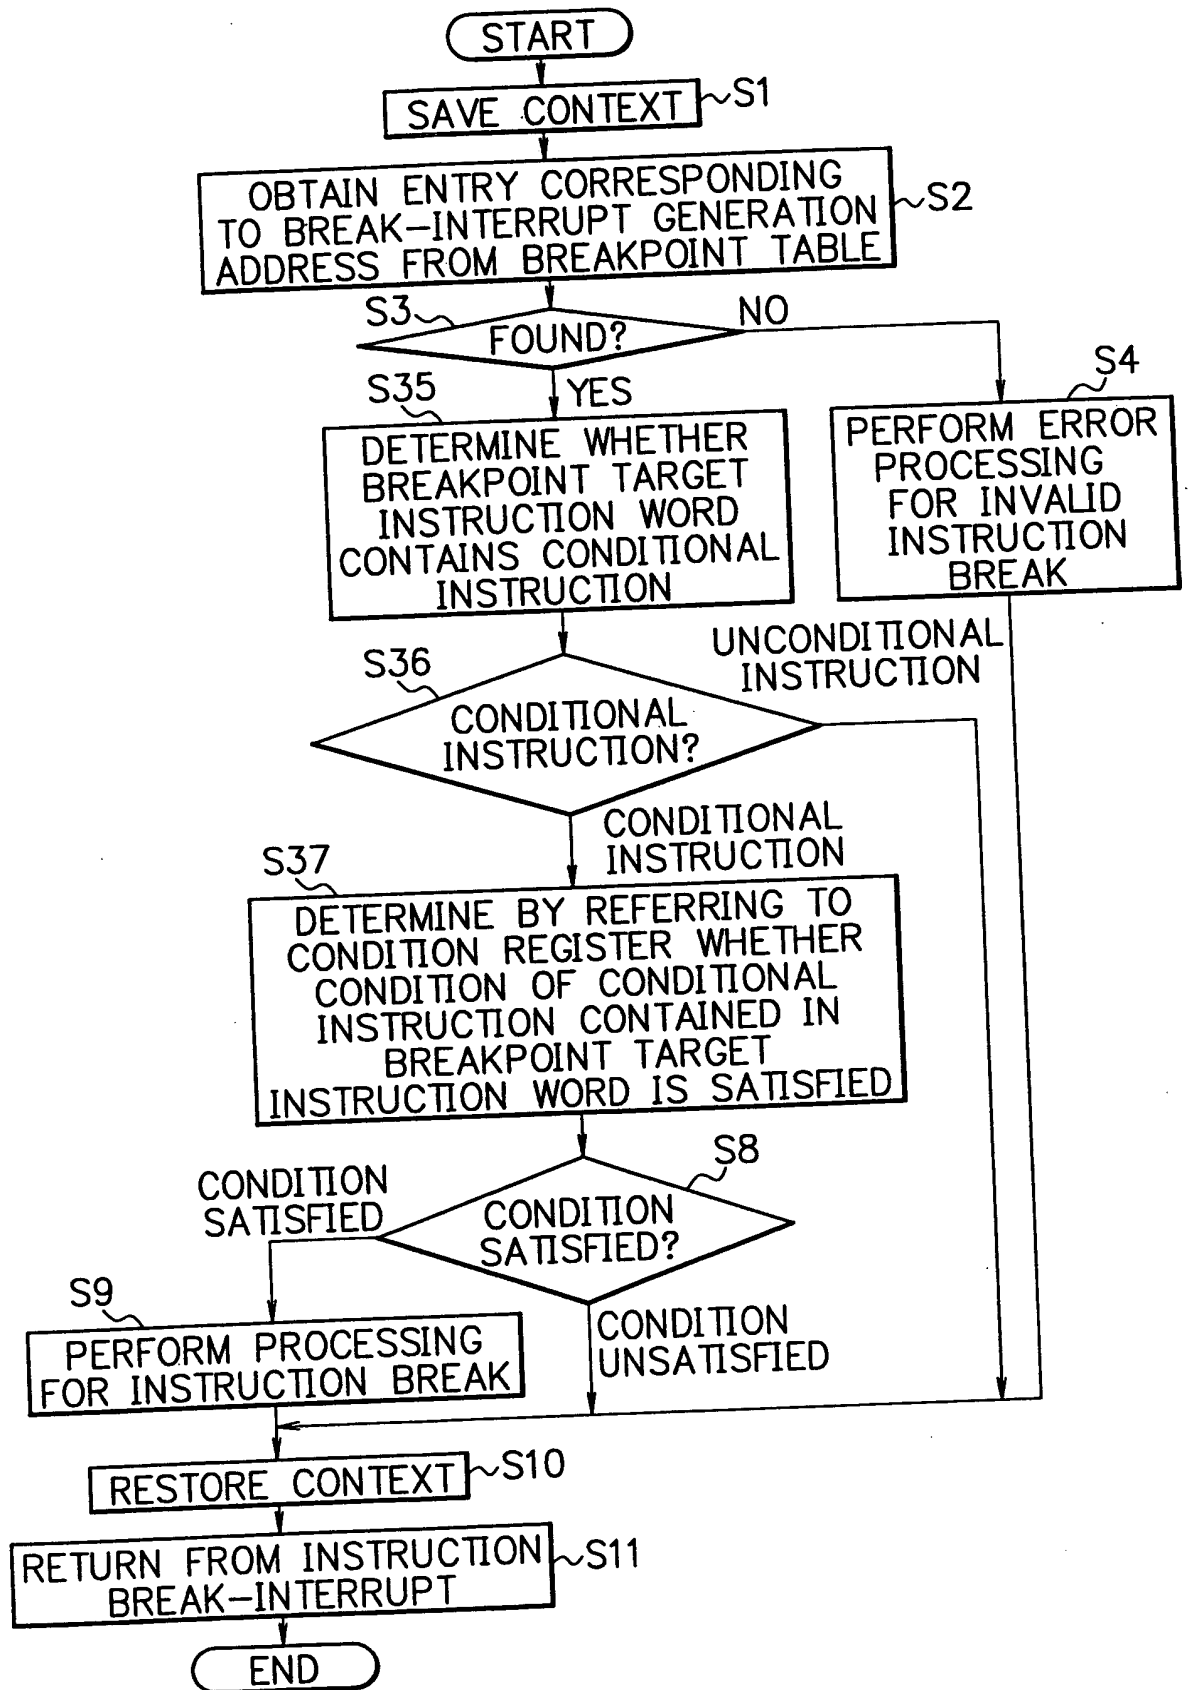 START
SAVE CONTEXT
S1
OBTAIN ENTRY CORRESPONDING
TO BREAK-INTERRUPT GENERATION
ADDRESS FROM BREAKPOINT TABLE
S2
S3
FOUND?
NO
YES
S35
DETERMINE WHETHER
BREAKPOINT TARGET
INSTRUCTION WORD
CONTAINS CONDITIONAL
INSTRUCTION
S4
PERFORM ERROR
PROCESSING
FOR INVALID
INSTRUCTION
BREAK
S36
CONDITIONAL
INSTRUCTION?
UNCONDITIONAL
INSTRUCTION
CONDITIONAL
INSTRUCTION
S37
DETERMINE BY REFERRING TO
CONDITION REGISTER WHETHER
CONDITION OF CONDITIONAL
INSTRUCTION CONTAINED IN
BREAKPOINT TARGET
INSTRUCTION WORD IS SATISFIED
S8
CONDITION
SATISFIED?
CONDITION
SATISFIED
CONDITION
UNSATISFIED
S9
PERFORM PROCESSING
FOR INSTRUCTION BREAK
RESTORE CONTEXT
S10
RETURN FROM INSTRUCTION
BREAK-INTERRUPT
S11
END